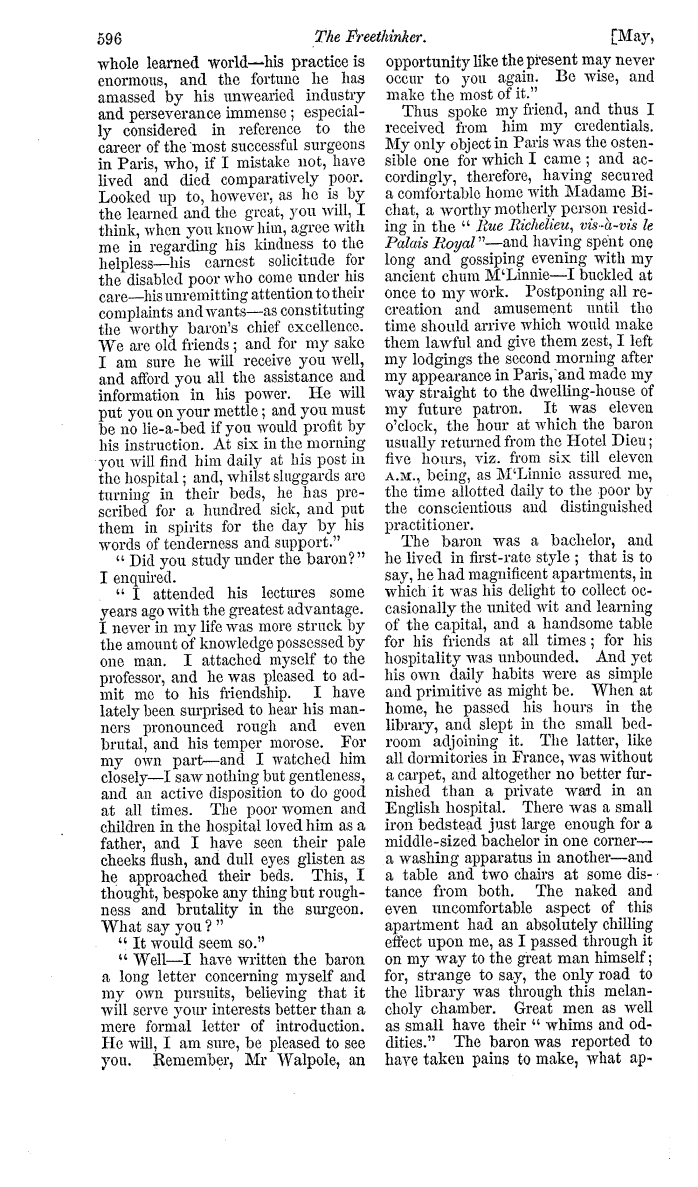 596 The Freethinker. [May,
whole learned world—his practice is
enormous, and the fortune he has
amassed by his unwearied industry
and perseverance immense; especial-
ly considered in reference to the
career of the most successful surgeons
in Paris, who, if I mistake not, have
lived and died comparatively poor.
Looked up to, however, as he is by
the learned and the great, you will, I
think, when you know him, agree with
me in regarding his kindness to the
helpless—his earnest solicitude for
the disabled poor who come under his
care—his unremitting attention to their
complaints and wants—as constituting
the worthy baron's chief excellence.
We are old friends; and for my sake
I am sure he will receive you well,
and afford you all the assistance and
information in his power. He will
put you on your mettle; and you must
be no lie-a-bed if you would profit by
his instruction. At six in the morning
you will find him daily at his post in
the hospital; and, whilst sluggards are
turning in their beds, he has pre-
scribed for a hundred sick, and put
them in spirits for the day by his
words of tenderness and support."
"Did you study under the baron?"
I enquired.
"I attended his lectures some
years ago with the greatest advantage.
I never in my life was more struck by
the amount of knowledge possessed by
one man. I attached myself to the
professor, and he was pleased to ad-
mit me to his friendship. I have
lately been surprised to hear his man-
ners pronounced rough and even
brutal, and his temper morose. For
my own part—and I watched him
closely—I saw nothing but gentleness,
and an active disposition to do good
at all times. The poor women and
children in the hospital loved him as a
father, and I have seen their pale
cheeks flush, and dull eyes glisten as
he approached their beds. This, I
thought, bespoke any thing but rough-
ness and brutality in the surgeon.
What say you?"
"It would seem so."
"Well—I have written the baron
a long letter concerning myself and
my own pursuits, believing that it
will serve your interests better than a
mere formal letter of introduction.
He will, I am sure, be pleased to see
you. Remember, Mr Walpole, an
opportunity like the present may never
occur to you again. Be wise, and
make the most of it."
Thus spoke my friend, and thus I
received from him my credentials.
My only object in Paris was the osten-
sible one for which I came; and ac-
cordingly, therefore, having secured
a comfortable home with Madame Bi-
chat, a worthy motherly person resid-
ing in the "Rue Richelieu, vis-à-vis le
Palais Royal"—and having spent one
long and gossiping evening with my
ancient chum M'Linnie—I buckled at
once to my work. Postponing all re-
creation and amusement until the
time should arrive which would make
them lawful and give them zest, I left
my lodgings the second morning after
my appearance in Paris, and made my
way straight to the dwelling-house of
my future patron. It was eleven
o'clock, the hour at which the baron
usually returned from the Hotel Dieu;
five hours, viz. from six till eleven
A.M., being, as M'Linnie assured me,
the time allotted daily to the poor by
the conscientious and distinguished
practitioner.
The baron was a bachelor, and
he lived in first-rate style; that is to
say, he had magnificent apartments, in
which it was his delight to collect oc-
casionally the united wit and learning
of the capital, and a handsome table
for his friends at all times; for his
hospitality was unbounded. And yet
his own daily habits were as simple
and primitive as might be. When at
home, he passed his hours in the
library, and slept in the small bed-
room adjoining it. The latter, like
all dormitories in France, was without
a carpet, and altogether no better fur-
nished than a private ward in an
English hospital. There was a small
iron bedstead just large enough for a
middle-sized bachelor in one corner—
a washing apparatus in another—and
a table and two chairs at some dis-
tance from both. The naked and
even uncomfortable aspect of this
apartment had an absolutely chilling
effect upon me, as I passed through it
on my way to the great man himself;
for, strange to say, the only road to
the library was through this melan-
choly chamber. Great men as well
as small have their "whims and od-
dities." The baron was reported to
have taken pains to make, what ap-